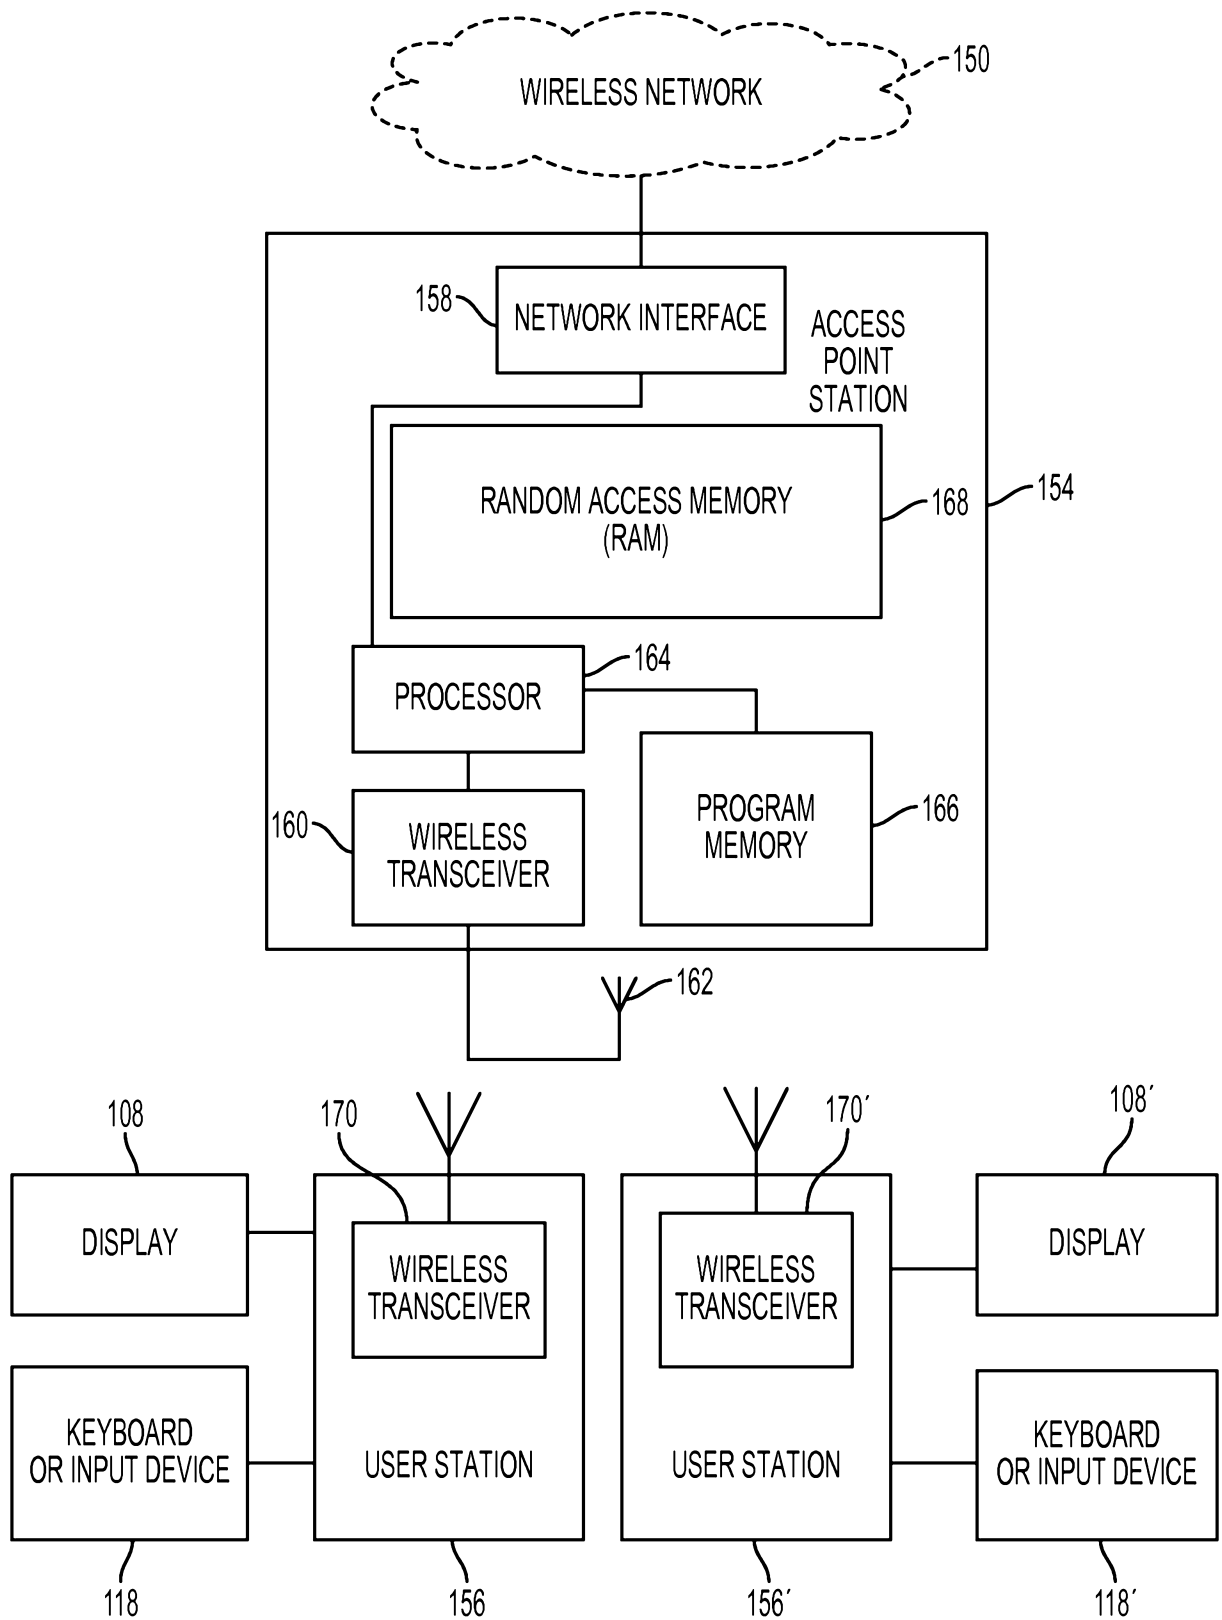 WIRELESS NETWORK
150
158
NETWORK INTERFACE
ACCESS
POINT
STATION
154
RANDOM ACCESS MEMORY
(RAM)
168
164
PROCESSOR
160
WIRELESS
TRANSCEIVER
PROGRAM
MEMORY
166
162
108
170
170´
108´
DISPLAY
WIRELESS
TRANSCEIVER
WIRELESS
TRANSCEIVER
DISPLAY
KEYBOARD
OR INPUT DEVICE
USER STATION
USER STATION
KEYBOARD
OR INPUT DEVICE
118
156
156´
118´